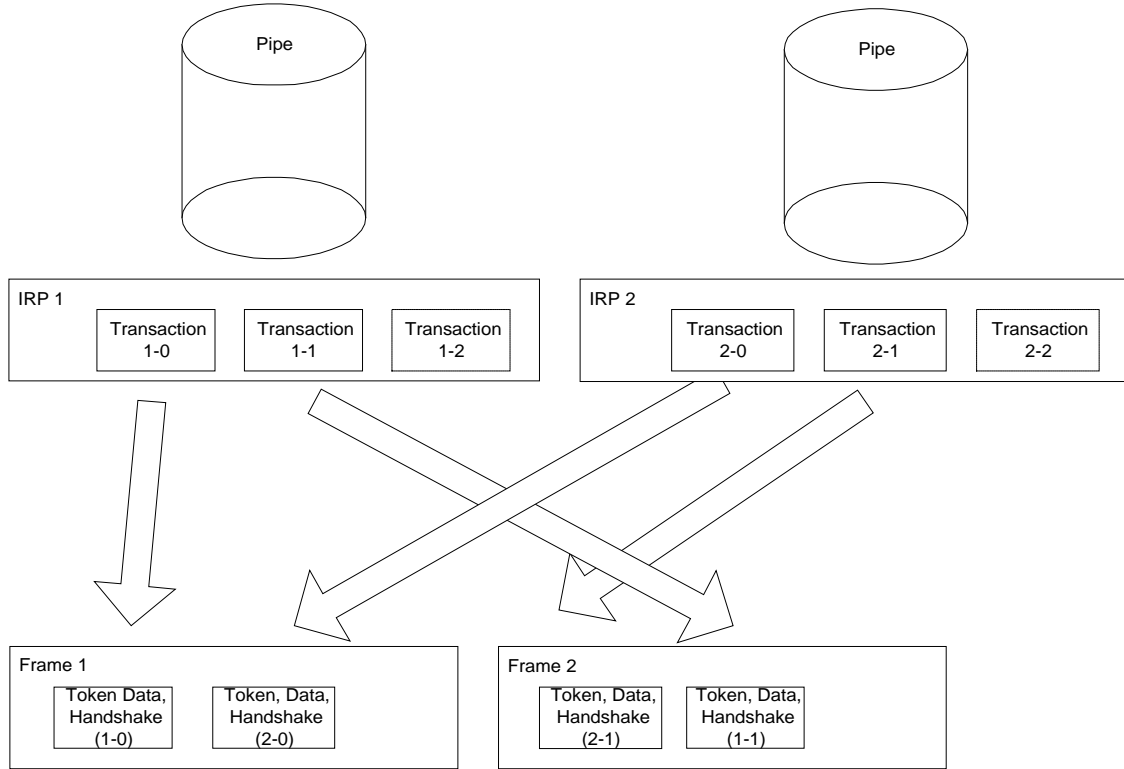 Pipe
Pipe
IRP 1
Transaction
1-0
Transaction
1-1
Transaction
1-2
IRP 2
Transaction
2-0
Transaction
2-1
Transaction
2-2
Frame 1
Token Data,
Handshake
(1-0)
Token, Data,
Handshake
(2-0)
Frame 2
Token, Data,
Handshake
(2-1)
Token, Data,
Handshake
(1-1)